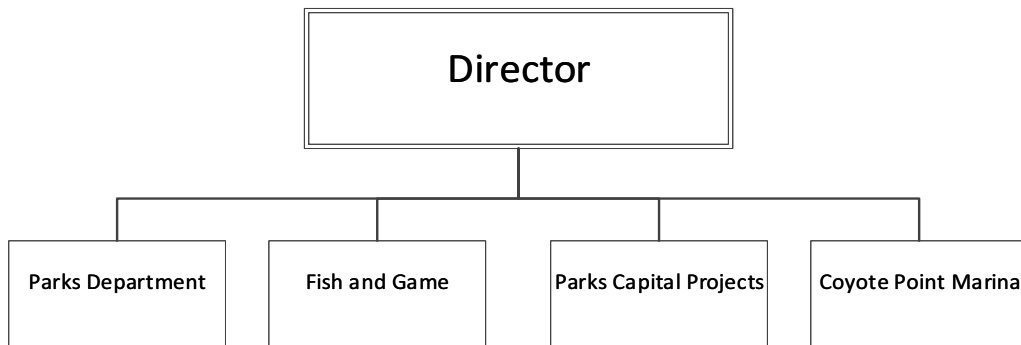 Director
Parks Department
Fish and Game
Parks Capital Projects
Coyote Point Marina